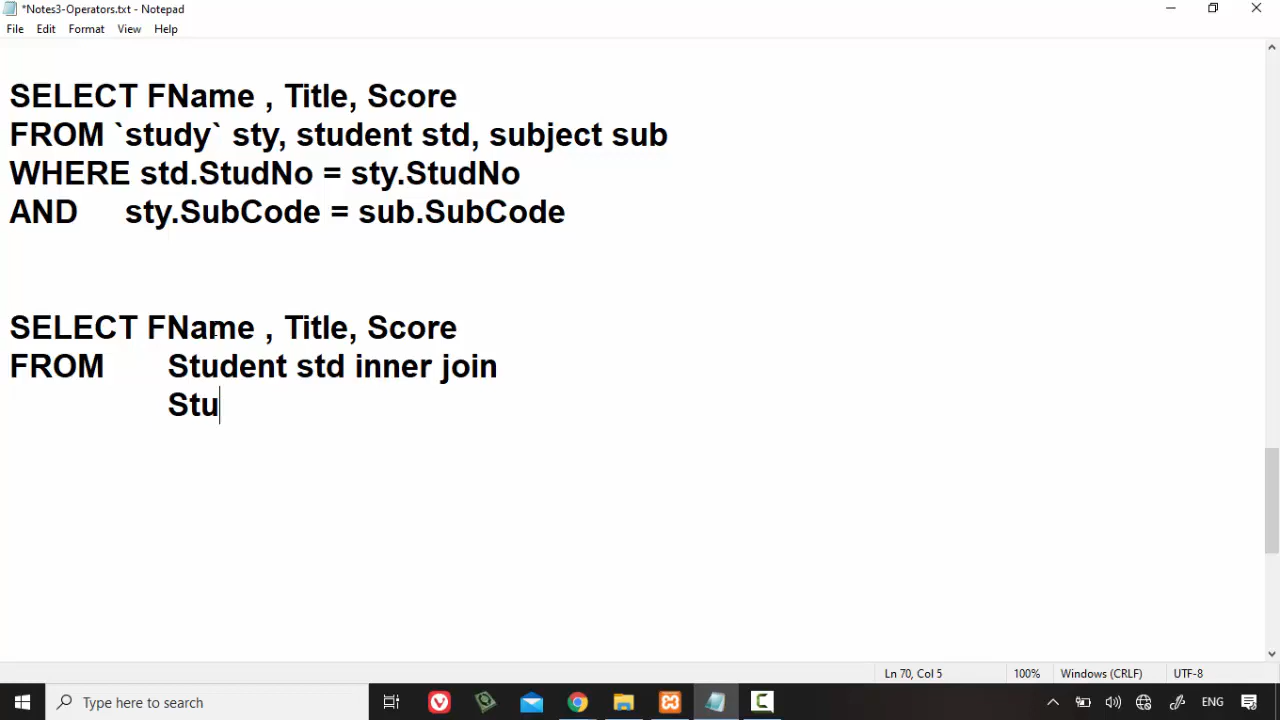 *Notes3-Operators.txt - Notepad
File Edit Format View Help
SELECT FName , Title, Score
FROM `study` sty, student std, subject sub
WHERE std.StudNo = sty.StudNo
AND sty.SubCode = sub.SubCode
SELECT FName , Title, Score
FROM Student std inner join
Stu
Ln 70, Col 5 100% Windows (CRLF) UTF-8
Type here to search
ENG